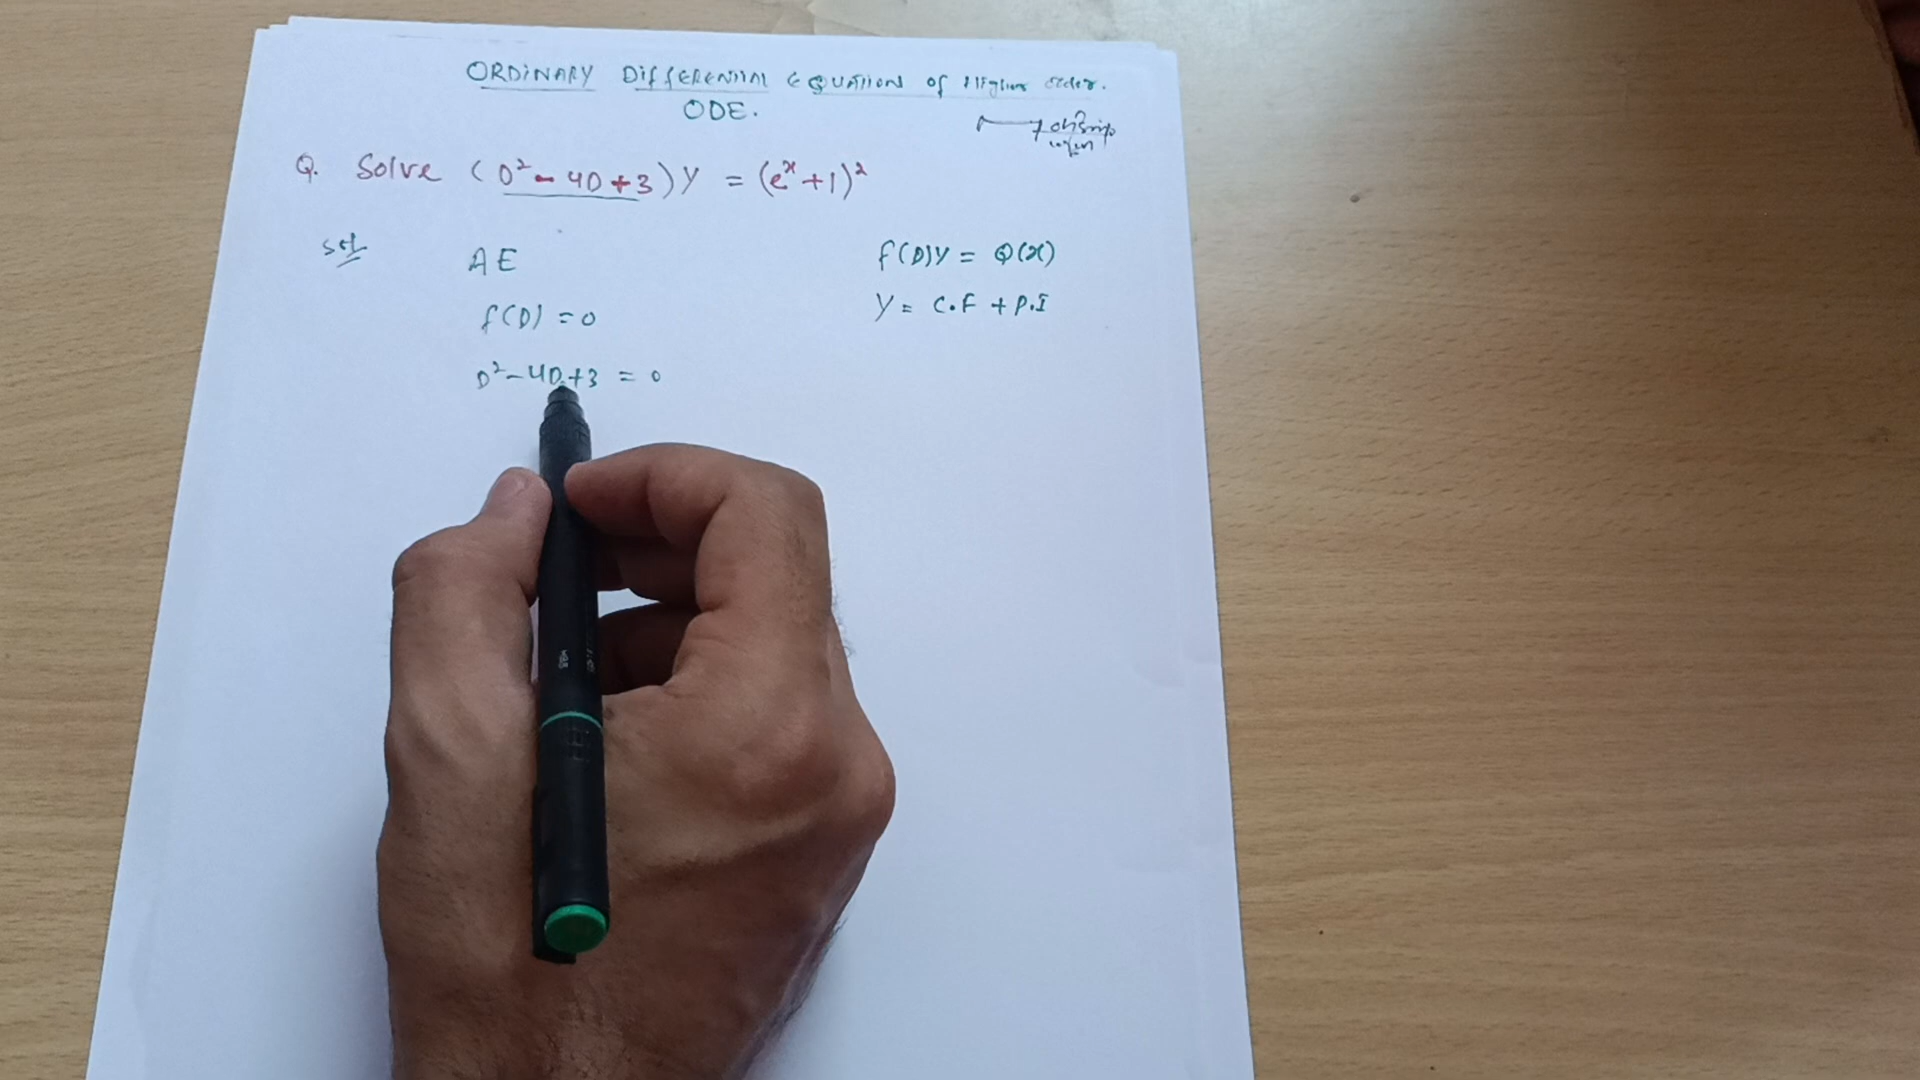 ORDINARY DIFFERENTIAL EQUATIONS of Higher order.
ODE.
Q. Solve (D² - 4D + 3) y = (eˣ + 1)²
Sol
AE
f(D) = 0
D² - 4D + 3 = 0
f(D)y = Q(x)
y = C.F + P.I